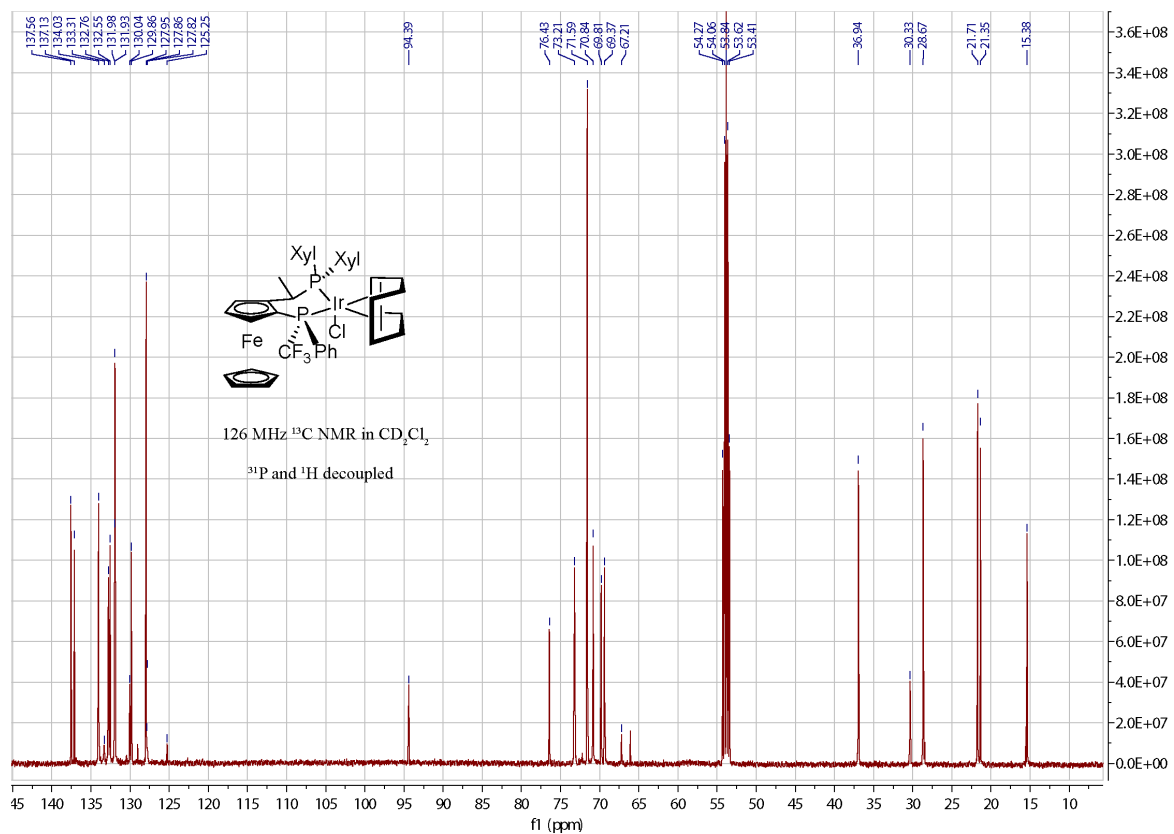 137.56
137.13
134.03
133.31
132.76
132.55
131.98
131.93
130.04
129.86
127.95
127.86
127.82
125.25
94.39
76.43
73.21
71.59
70.84
69.81
69.37
67.21
54.27
54.06
53.84
53.62
53.41
36.94
30.33
28.67
21.71
21.35
15.38
3.6E+08
3.4E+08
3.2E+08
3.0E+08
2.8E+08
2.6E+08
2.4E+08
2.2E+08
2.0E+08
1.8E+08
1.6E+08
1.4E+08
1.2E+08
1.0E+08
8.0E+07
6.0E+07
4.0E+07
2.0E+07
0.0E+00
Xyl
Xyl
P
Ir
P
Cl
Fe
CF3 Ph
126 MHz ¹³C NMR in CD₂Cl₂
³¹P and ¹H decoupled
45 135 130 125 120 115 110 105 100 95 90 85 80 75 70 65 60 55 50 45 40 35 30 25 20 15 10
f1 (ppm)